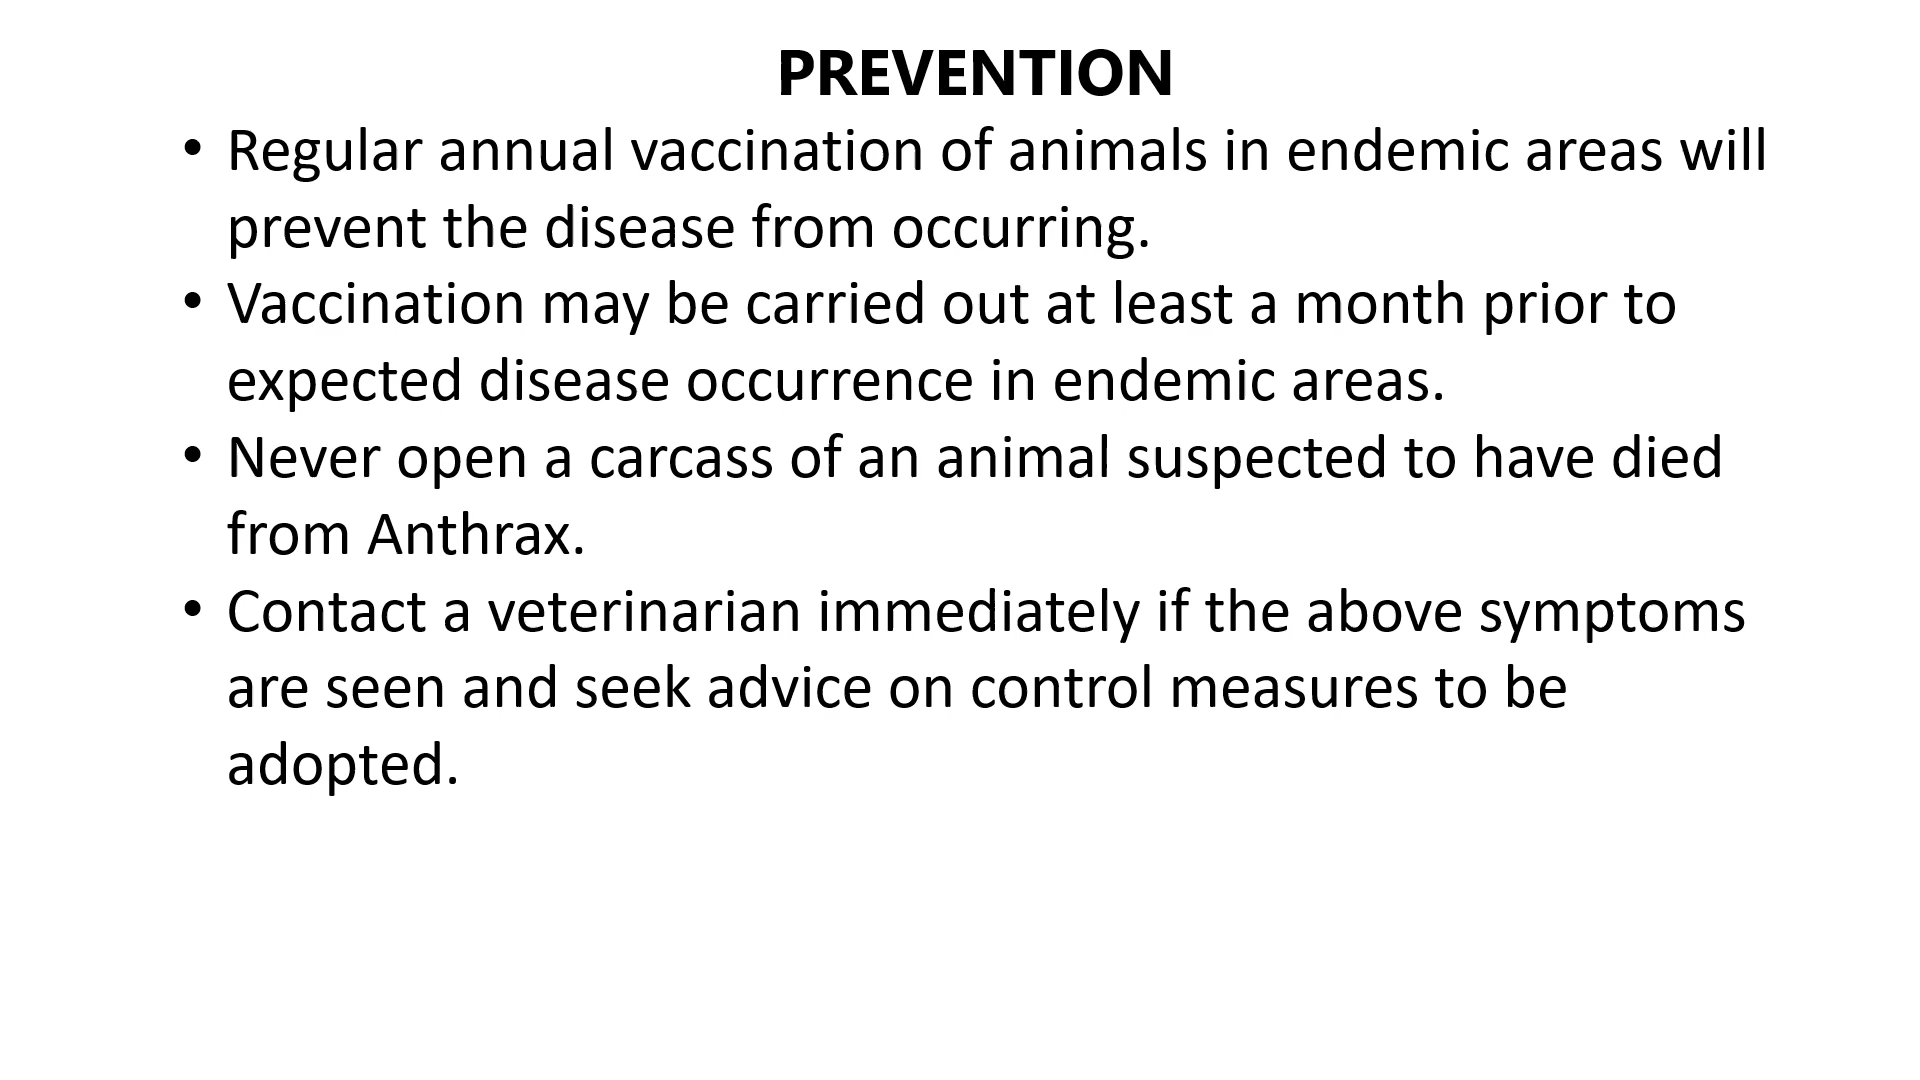 PREVENTION
• Regular annual vaccination of animals in endemic areas will
prevent the disease from occurring.
• Vaccination may be carried out at least a month prior to
expected disease occurrence in endemic areas.
• Never open a carcass of an animal suspected to have died
from Anthrax.
• Contact a veterinarian immediately if the above symptoms
are seen and seek advice on control measures to be
adopted.